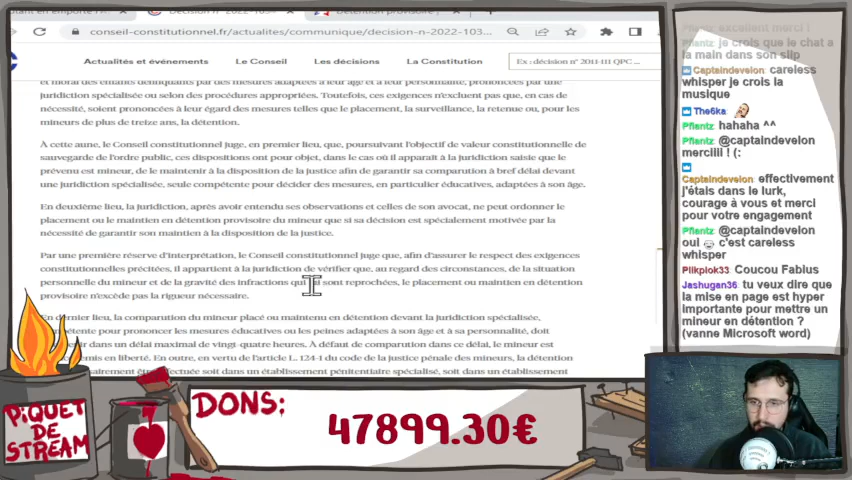 Décision n° 2022-103
Détention provisoire
conseil-constitutionnel.fr/actualites/communique/decision-n-2022-103...
Actualités et événements
Le Conseil
Les décisions
La Constitution
Ex : décision n° 2011-111 QPC ...
et moral des enfants délinquants par des mesures adaptées à leur âge et à leur personnalité, prononcées par une
juridiction spécialisée ou selon des procédures appropriées. Toutefois, ces exigences n'excluent pas que, en cas de
nécessité, soient prononcées à leur égard des mesures telles que le placement, la surveillance, la retenue ou, pour les
mineurs de plus de treize ans, la détention.
À cette aune, le Conseil constitutionnel juge, en premier lieu, que, poursuivant l'objectif de valeur constitutionnelle de
sauvegarde de l'ordre public, ces dispositions ont pour objet, dans le cas où il apparaît à la juridiction saisie que le
prévenu est mineur, de le maintenir à la disposition de la justice afin de garantir sa comparution à bref délai devant
une juridiction spécialisée, seule compétente pour décider des mesures, en particulier éducatives, adaptées à son âge.
En deuxième lieu, la juridiction, après avoir entendu ses observations et celles de son avocat, ne peut ordonner le
placement ou le maintien en détention provisoire du mineur que si sa décision est spécialement motivée par la
nécessité de garantir son maintien à la disposition de la justice.
Par une première réserve d'interprétation, le Conseil constitutionnel juge que, afin d'assurer le respect des exigences
constitutionnelles précitées, il appartient à la juridiction de vérifier que, au regard des circonstances, de la situation
personnelle du mineur et de la gravité des infractions qui lui sont reprochées, le placement ou maintien en détention
provisoire n'excède pas la rigueur nécessaire.
En dernier lieu, la comparution du mineur placé ou maintenu en détention devant la juridiction spécialisée,
compétente pour prononcer les mesures éducatives ou les peines adaptées à son âge et à sa personnalité, doit
dans un délai maximal de vingt-quatre heures. À défaut de comparution dans ce délai, le mineur est
remis en liberté. En outre, en vertu de l'article L. 124-1 du code de la justice pénale des mineurs, la détention
effectuée soit dans un établissement pénitentiaire spécialisé, soit dans un établissement
excellent merci !
Pflantz: je crois que le chat a
la main dans son slip
Captaindevelon: careless
whisper je crois la
musique
The6ka:
Pflantz: hahaha ^^
Pflantz: @captaindevelon
merciiii ! (:
Captaindevelon: effectivement
j'étais dans le lurk,
courage à vous et merci
pour votre engagement
Pflantz: @captaindevelon
oui c'est careless
whisper
Plikplok33: Coucou Fabius
Jashugan36: tu veux dire que
la mise en page est hyper
importante pour mettre un
mineur en détention ?
(vanne Microsoft word)
PiQUET
DE
STREAM
DONS:
47899.30€